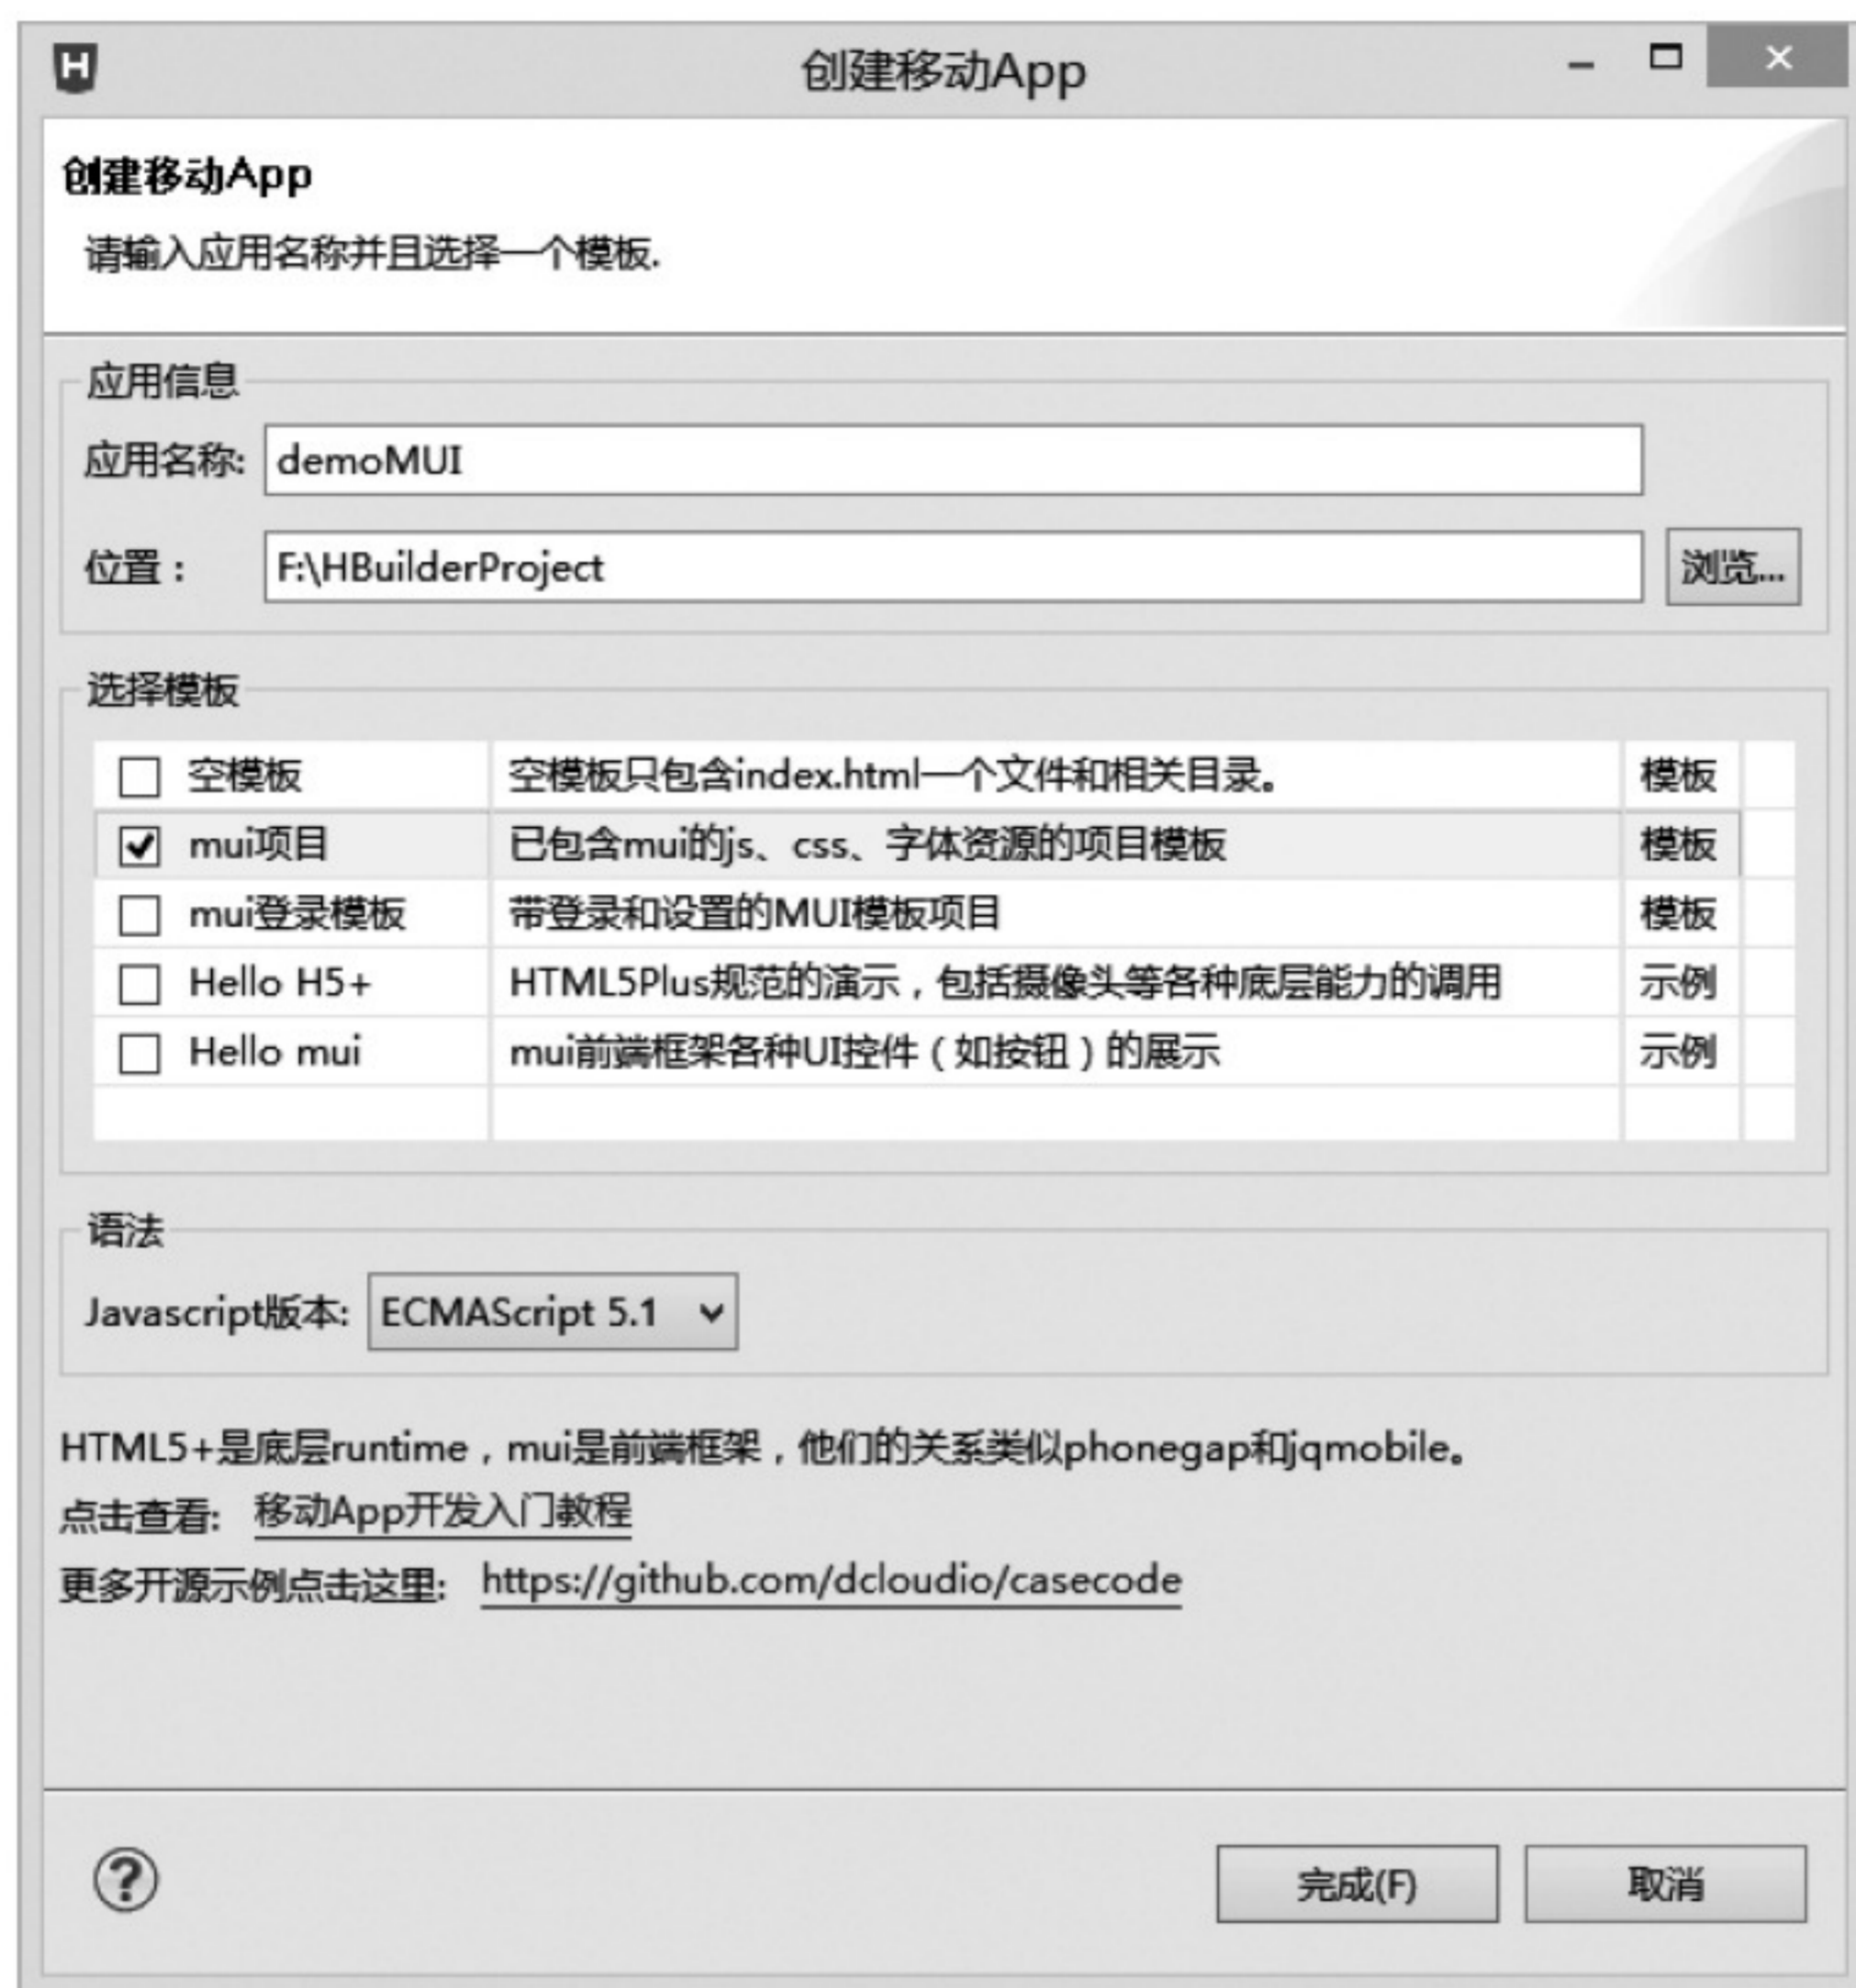 创建移动App
创建移动App
请输入应用名称并且选择一个模板.
应用信息
应用名称: demoMUI
位置： F:\HBuilderProject 浏览...
选择模板
空模板 空模板只包含index.html一个文件和相关目录。 模板
mui项目 已包含mui的js、css、字体资源的项目模板 模板
mui登录模板 带登录和设置的MUI模板项目 模板
Hello H5+ HTML5Plus规范的演示，包括摄像头等各种底层能力的调用 示例
Hello mui mui前端框架各种UI控件（如按钮）的展示 示例
语法
Javascript版本: ECMAScript 5.1
HTML5+是底层runtime，mui是前端框架，他们的关系类似phonegap和jqmobile。
点击查看: 移动App开发入门教程
更多开源示例点击这里: https://github.com/dcloudio/casecode
完成(F) 取消